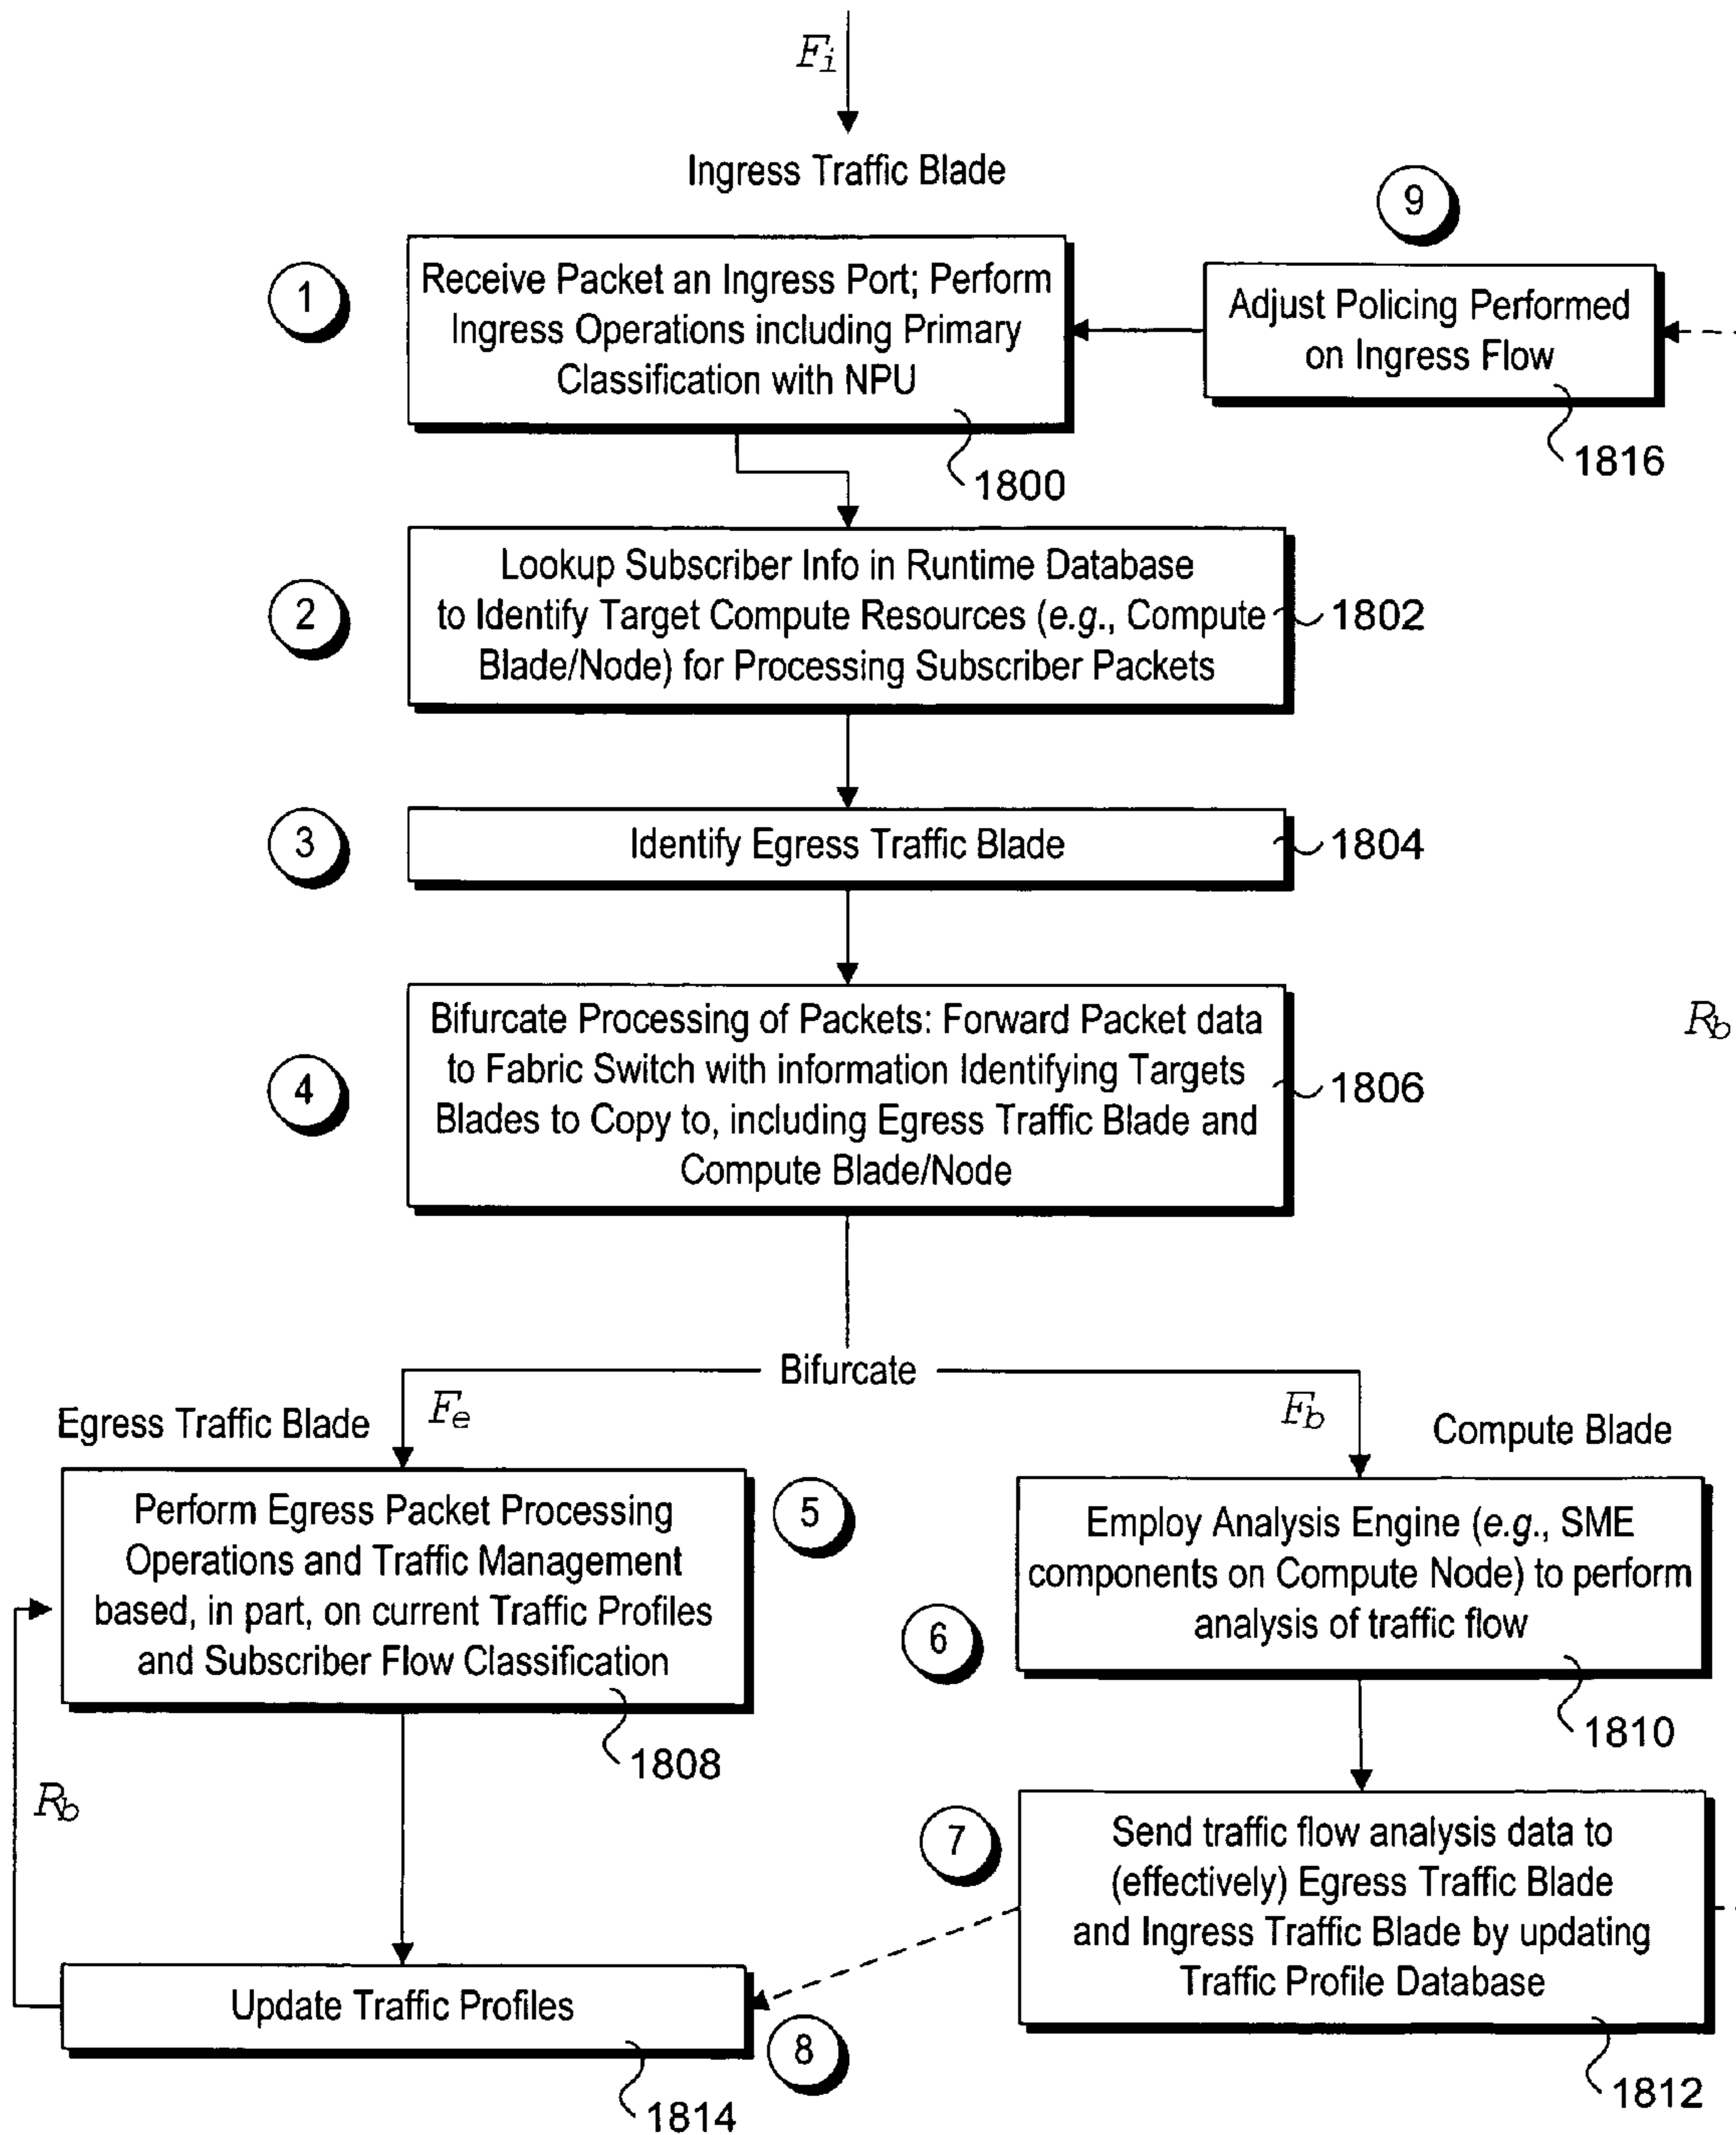 Fi
Ingress Traffic Blade
9
1
Receive Packet an Ingress Port; Perform
Ingress Operations including Primary
Classification with NPU
1800
Adjust Policing Performed
on Ingress Flow
1816
2
Lookup Subscriber Info in Runtime Database
to Identify Target Compute Resources (e.g., Compute
Blade/Node) for Processing Subscriber Packets
1802
3
Identify Egress Traffic Blade
1804
4
Bifurcate Processing of Packets: Forward Packet data
to Fabric Switch with information Identifying Targets
Blades to Copy to, including Egress Traffic Blade and
Compute Blade/Node
1806
Rb
Bifurcate
Fe
Fb
Egress Traffic Blade
Compute Blade
5
Perform Egress Packet Processing
Operations and Traffic Management
based, in part, on current Traffic Profiles
and Subscriber Flow Classification
1808
6
Employ Analysis Engine (e.g., SME
components on Compute Node) to perform
analysis of traffic flow
1810
Rb
7
Send traffic flow analysis data to
(effectively) Egress Traffic Blade
and Ingress Traffic Blade by updating
Traffic Profile Database
1812
Update Traffic Profiles
8
1814